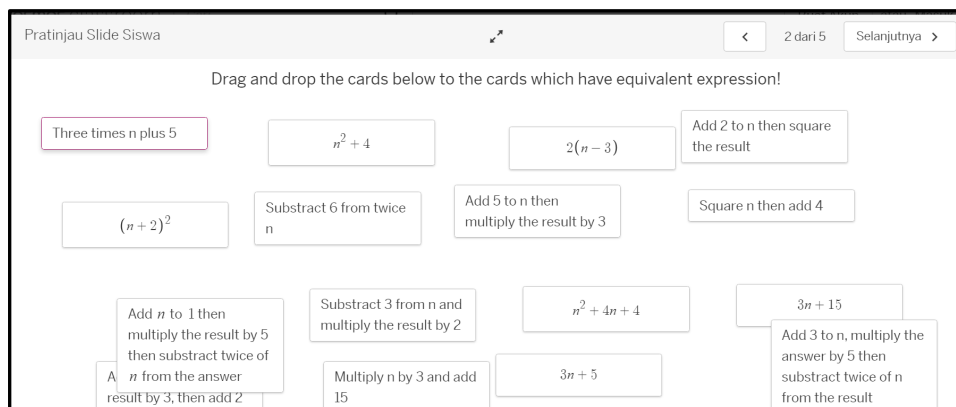 Pratinjau Slide Siswa
2 dari 5
Selanjutnya
Drag and drop the cards below to the cards which have equivalent expression!
Three times n plus 5
n² + 4
2(n − 3)
Add 2 to n then square
the result
(n + 2)²
Substract 6 from twice
n
Add 5 to n then
multiply the result by 3
Square n then add 4
Add n to 1 then
multiply the result by 5
then substract twice of
n from the answer
Substract 3 from n and
multiply the result by 2
n² + 4n + 4
3n + 15
Add 3 to n, multiply the
answer by 5 then
substract twice of n
from the result
result by 3, then add 2
Multiply n by 3 and add
15
3n + 5